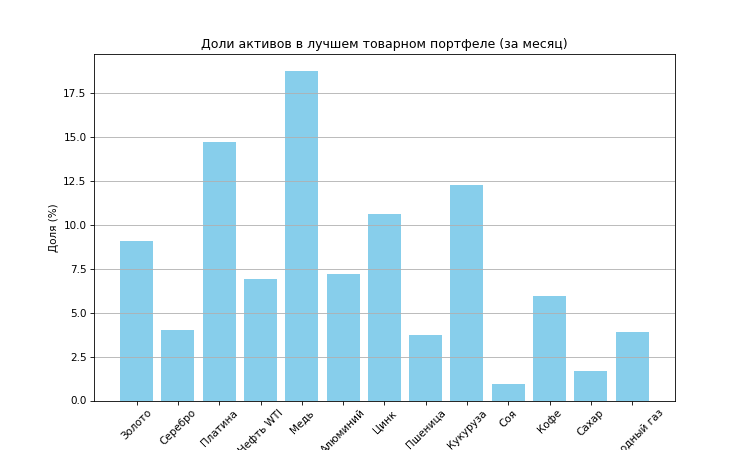 Доли активов в лучшем товарном портфеле (за месяц)
Доля (%)
17.5
15.0
12.5
10.0
7.5
5.0
2.5
0.0
Золото
Серебро
Платина
Нефть WTI
Медь
Алюминий
Цинк
Пшеница
Кукуруза
Соя
Кофе
Сахар
одный газ